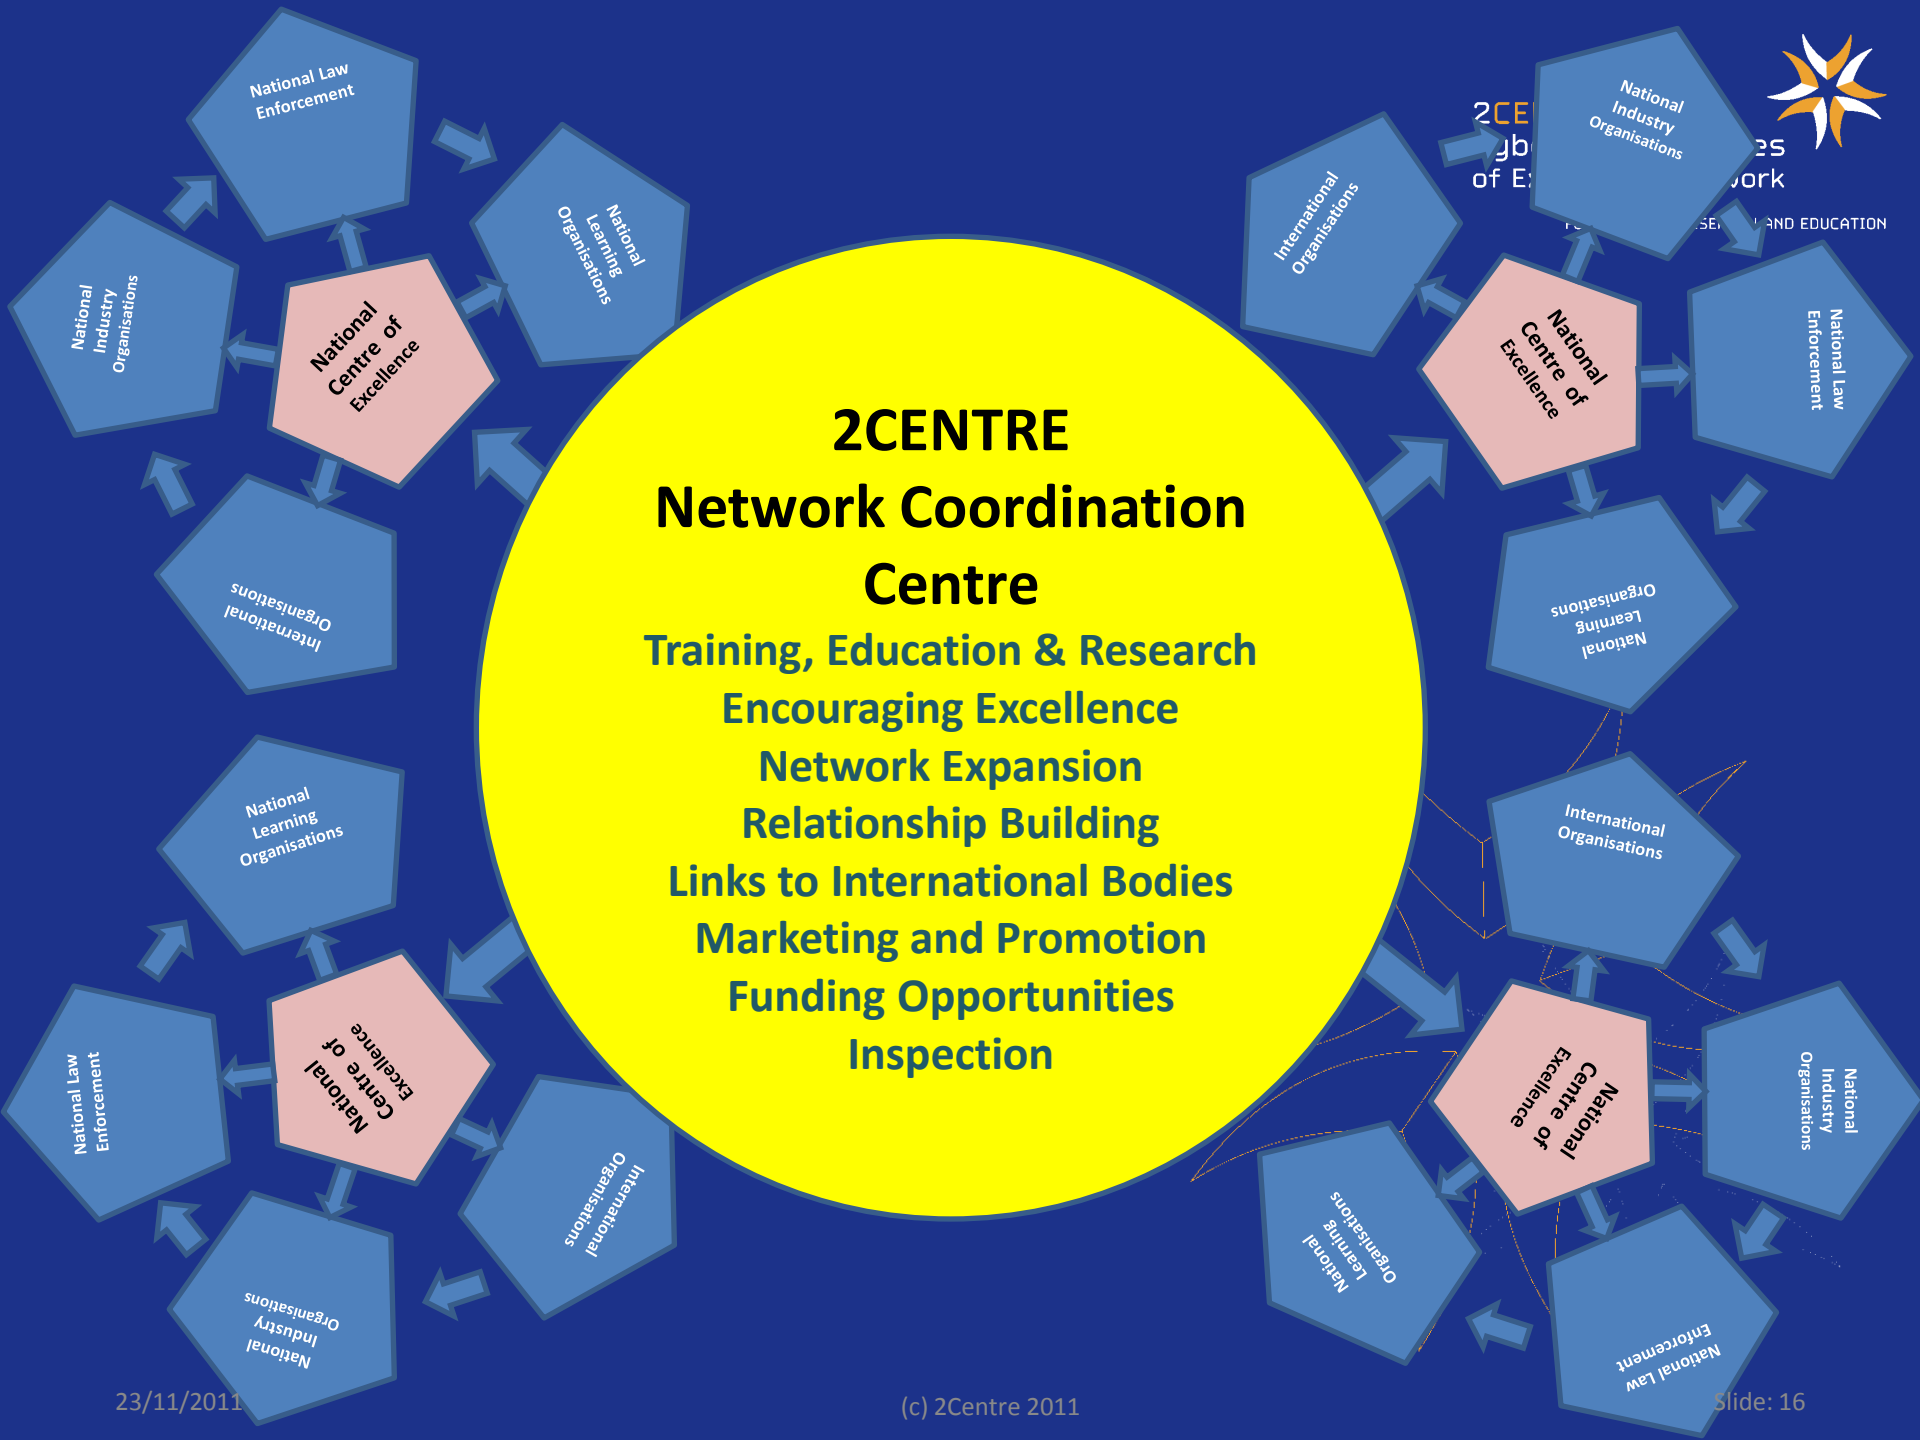 National Law
Enforcement
National
Learning
Organisations
National
Industry
Organisations
National
Centre of
Excellence
International
Organisations
International
Organisations
National
Industry
Organisations
National Law
Enforcement
National
Centre of
Excellence
National
Learning
Organisations
of
AND EDUCATION
2CENTRE
Network Coordination
Centre
Training, Education & Research
Encouraging Excellence
Network Expansion
Relationship Building
Links to International Bodies
Marketing and Promotion
Funding Opportunities
Inspection
National
Learning
Organisations
National Law
Enforcement
National
Centre of
Excellence
International
Organisations
National
Industry
Organisations
International
Organisations
National
Industry
Organisations
National
Centre of
Excellence
National
Learning
Organisations
National Law
Enforcement
23/11/2011
(c) 2Centre 2011
Slide: 16